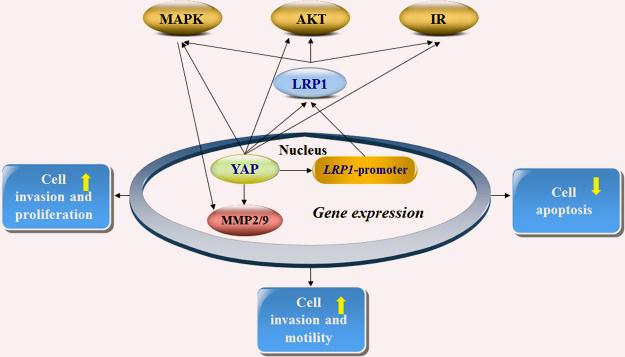 MAPK
AKT
IR
LRP1
Nucleus
YAP
LRP1-promoter
MMP2/9
Gene expression
Cell
invasion and
proliferation
Cell
apoptosis
Cell
invasion and
motility